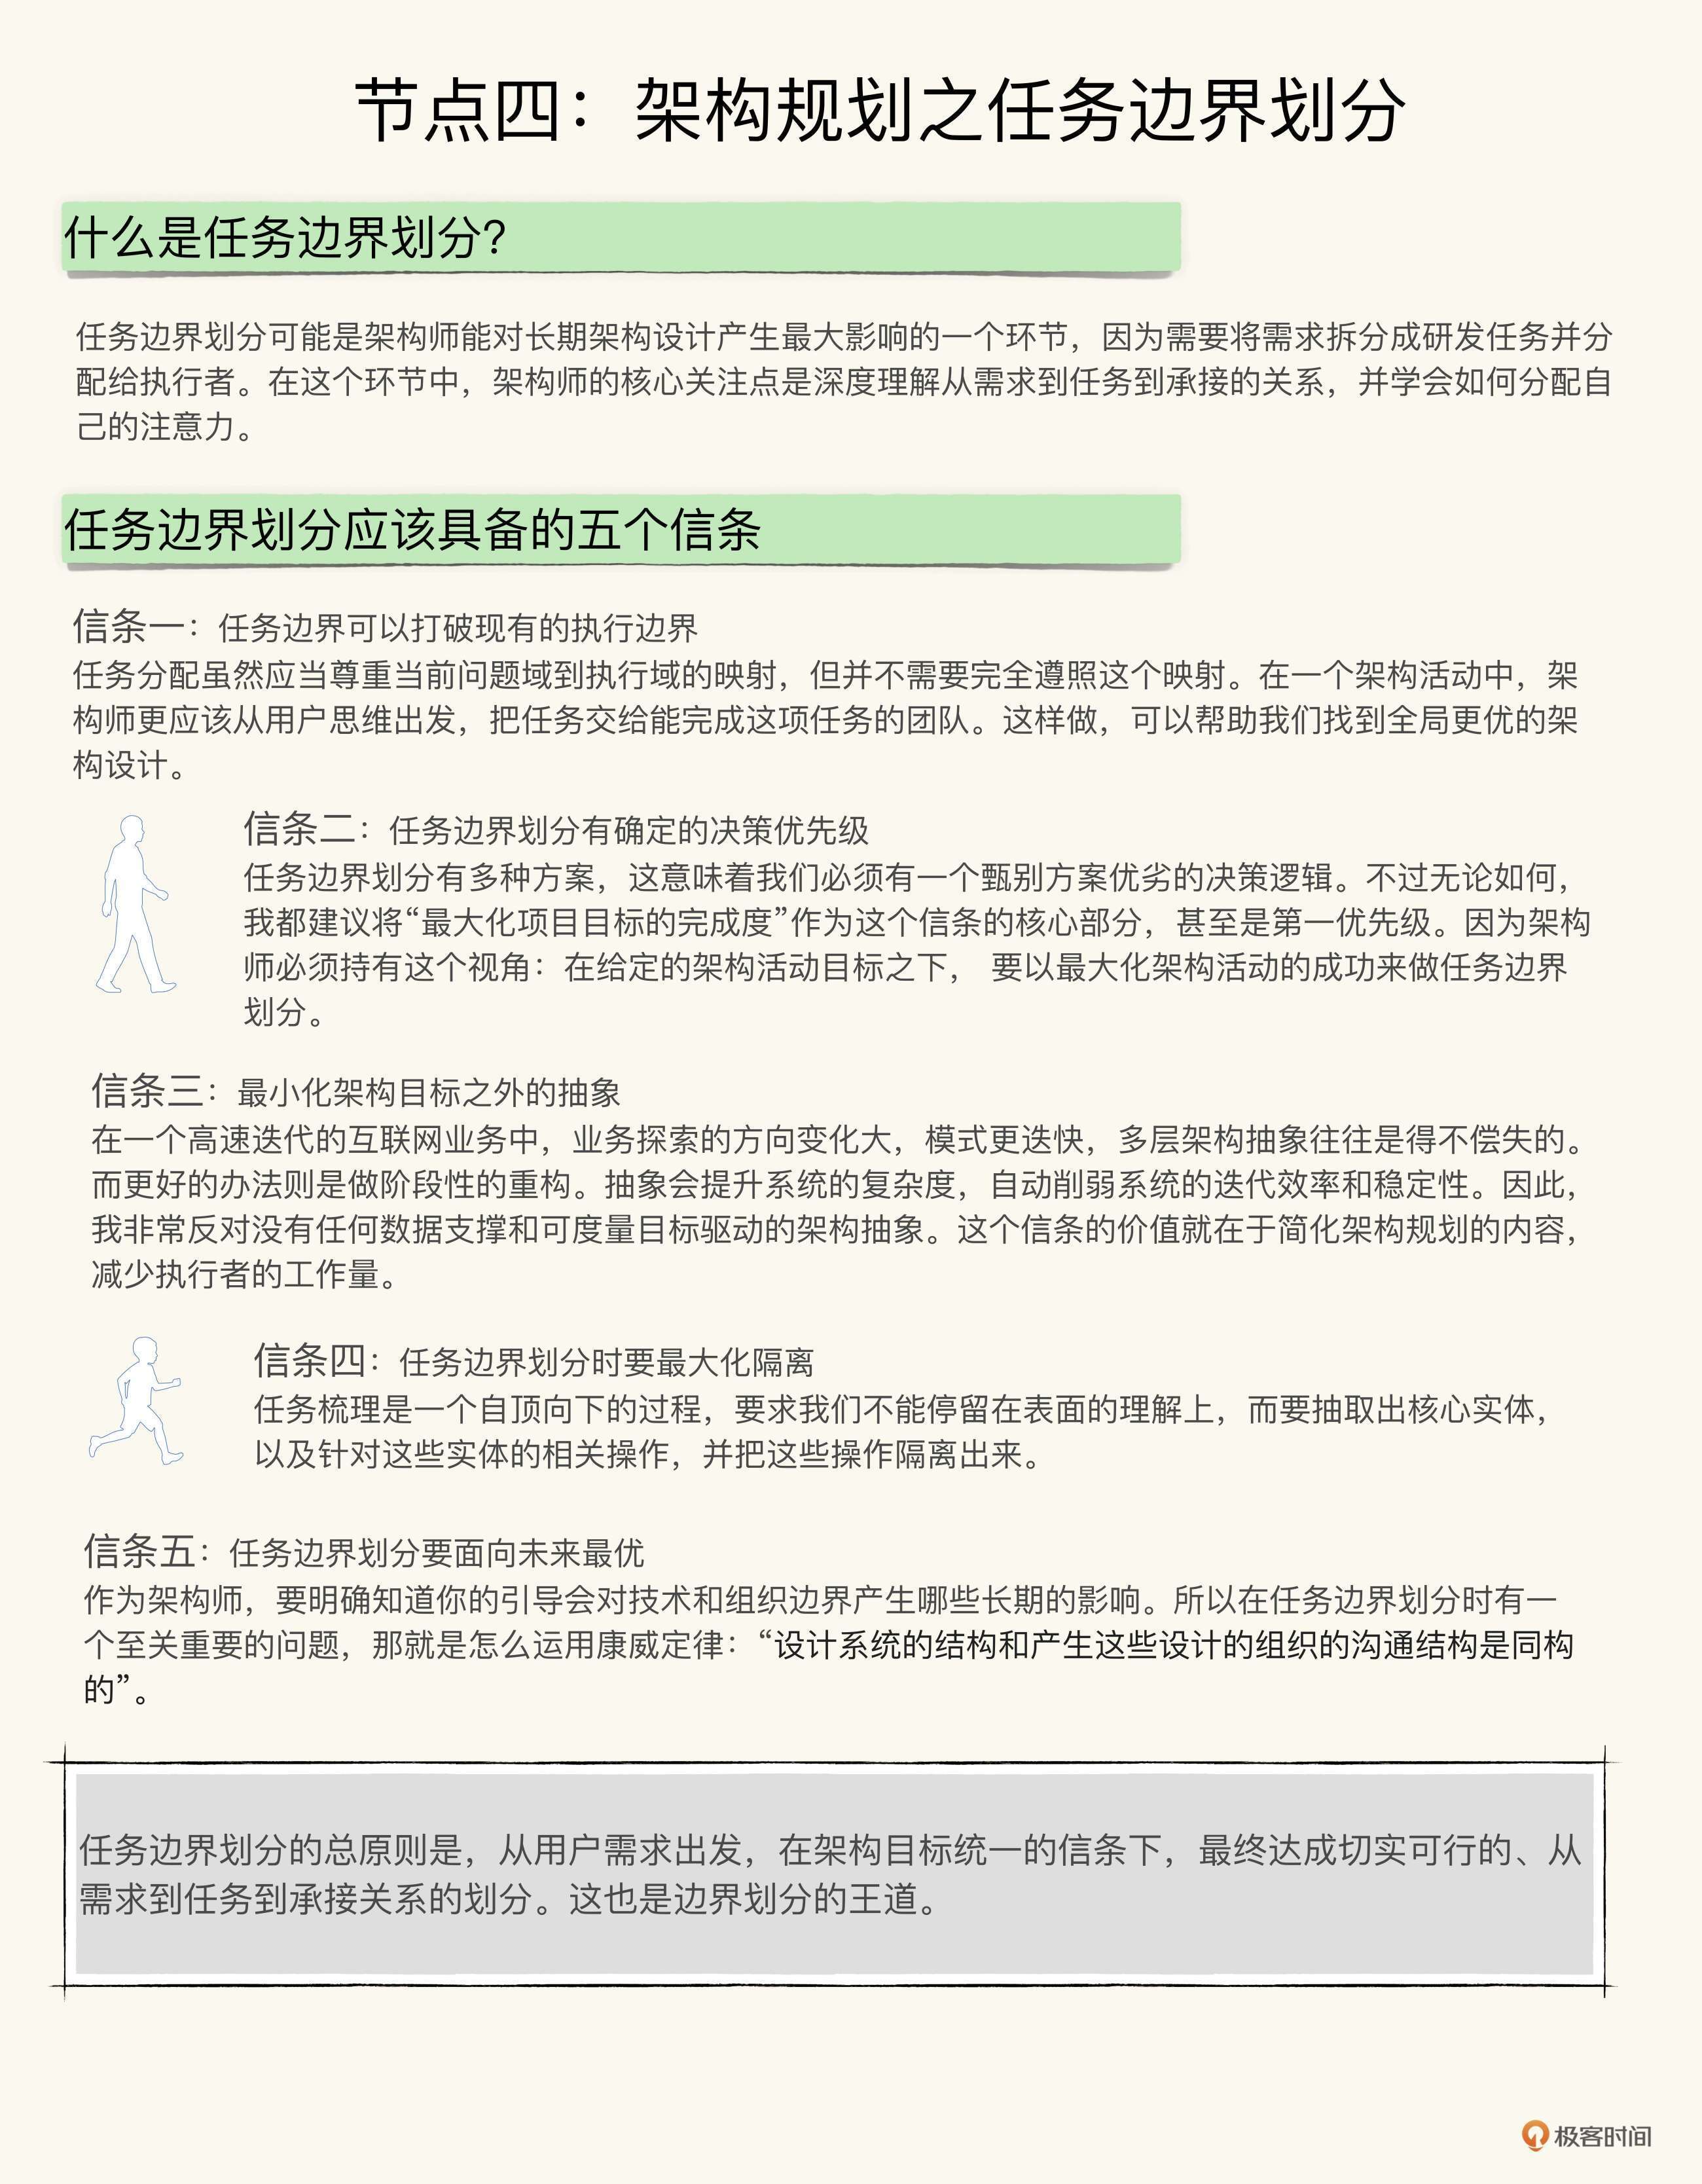 节点四：架构规划之任务边界划分
什么是任务边界划分？
任务边界划分可能是架构师能对长期架构设计产生最大影响的一个环节，因为需要将需求拆分成研发任务并分
配给执行者。在这个环节中，架构师的核心关注点是深度理解从需求到任务到承接的关系，并学会如何分配自
己的注意力。
任务边界划分应该具备的五个信条
信条一：任务边界可以打破现有的执行边界
任务分配虽然应当尊重当前问题域到执行域的映射，但并不需要完全遵照这个映射。在一个架构活动中，架
构师更应该从用户思维出发，把任务交给能完成这项任务的团队。这样做，可以帮助我们找到全局更优的架
构设计。
信条二：任务边界划分有确定的决策优先级
任务边界划分有多种方案，这意味着我们必须有一个甄别方案优劣的决策逻辑。不过无论如何，
我都建议将“最大化项目目标的完成度”作为这个信条的核心部分，甚至是第一优先级。因为架构
师必须持有这个视角：在给定的架构活动目标之下， 要以最大化架构活动的成功来做任务边界
划分。
信条三：最小化架构目标之外的抽象
在一个高速迭代的互联网业务中，业务探索的方向变化大，模式更迭快，多层架构抽象往往是得不偿失的。
而更好的办法则是做阶段性的重构。抽象会提升系统的复杂度，自动削弱系统的迭代效率和稳定性。因此，
我非常反对没有任何数据支撑和可度量目标驱动的架构抽象。这个信条的价值就在于简化架构规划的内容，
减少执行者的工作量。
信条四：任务边界划分时要最大化隔离
任务梳理是一个自顶向下的过程，要求我们不能停留在表面的理解上，而要抽取出核心实体，
以及针对这些实体的相关操作，并把这些操作隔离出来。
信条五：任务边界划分要面向未来最优
作为架构师，要明确知道你的引导会对技术和组织边界产生哪些长期的影响。所以在任务边界划分时有一
个至关重要的问题，那就是怎么运用康威定律：“设计系统的结构和产生这些设计的组织的沟通结构是同构
的”。
任务边界划分的总原则是，从用户需求出发，在架构目标统一的信条下，最终达成切实可行的、从
需求到任务到承接关系的划分。这也是边界划分的王道。
极客时间